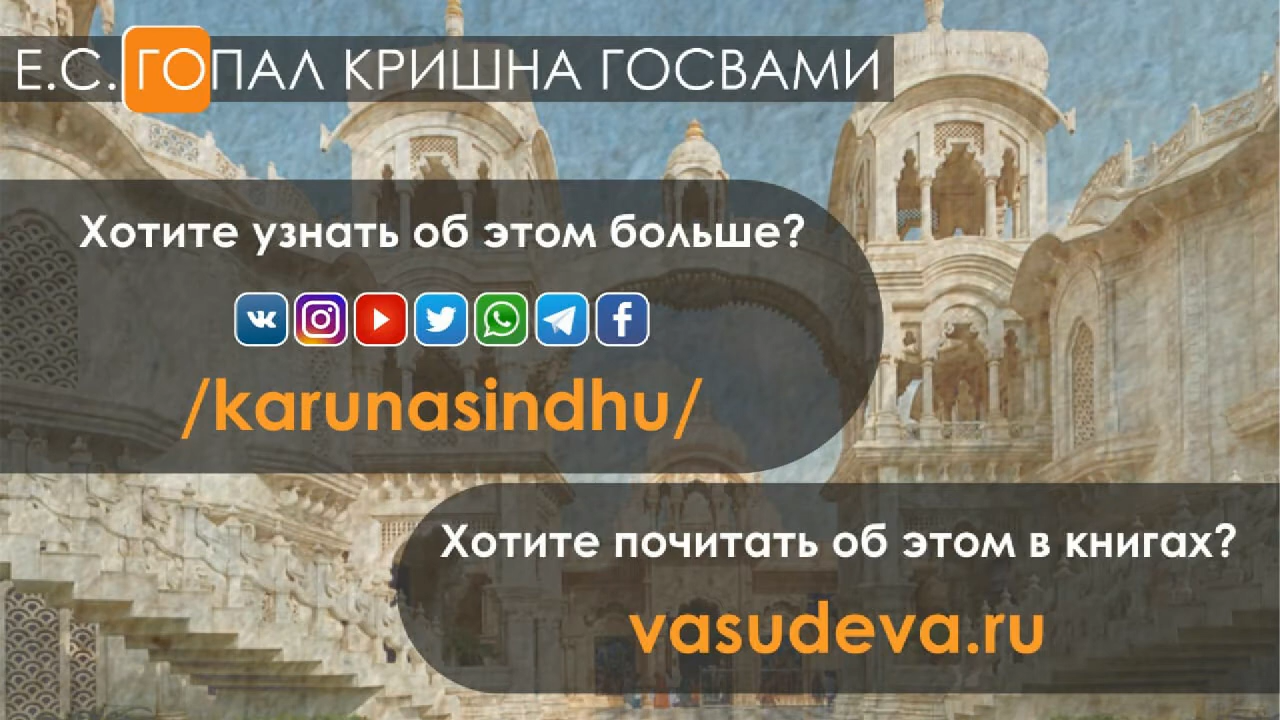 Е.С. ГОПАЛ КРИШНА ГОСВАМИ
Хотите узнать об этом больше?
/karunasindhu/
Хотите почитать об этом в книгах?
vasudeva.ru